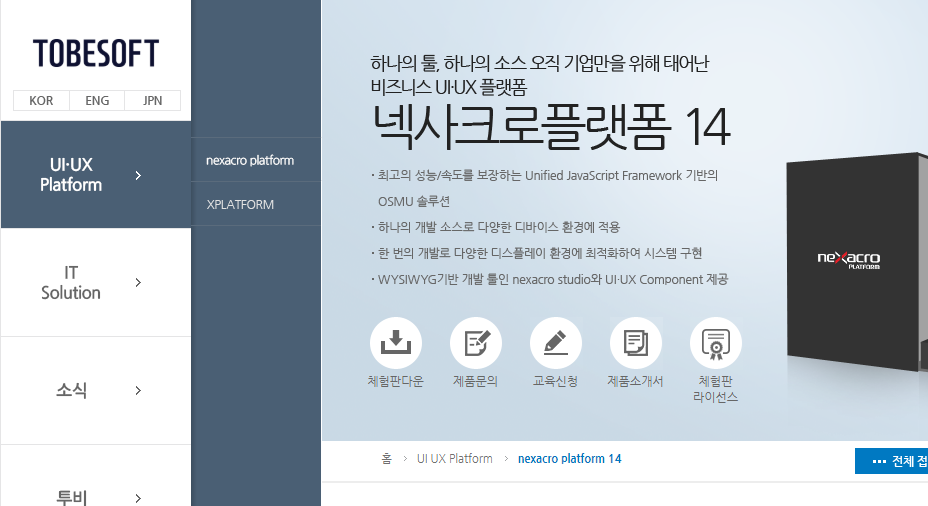 TOBESOFT
KOR ENG JPN
UI·UX
Platform
IT
Solution
소식
투비
nexacro platform
XPLATFORM
하나의 툴, 하나의 소스 오직 기업만을 위해 태어난
비즈니스 UI·UX 플랫폼
넥사크로플랫폼 14
· 최고의 성능/속도를 보장하는 Unified JavaScript Framework 기반의
OSMU 솔루션
· 하나의 개발 소스로 다양한 디바이스 환경에 적용
· 한 번의 개발로 다양한 디스플레이 환경에 최적화하여 시스템 구현
· WYSIWYG기반 개발 툴인 nexacro studio와 UI·UX Component 제공
nexacro
PLATFORM
체험판다운
제품문의
교육신청
제품소개서
체험판
라이선스
홈 > UI UX Platform > nexacro platform 14
전체 접